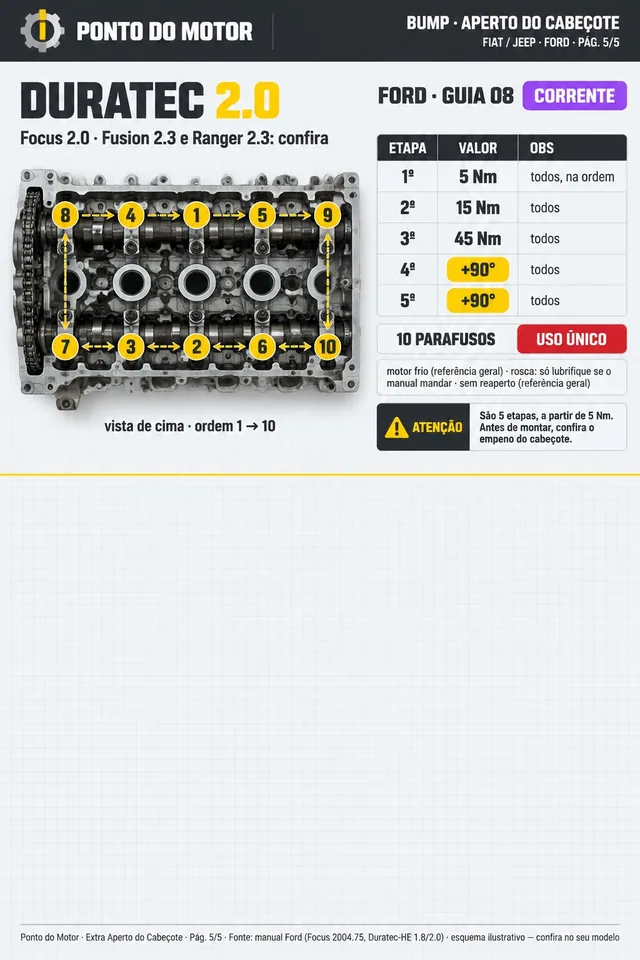 PONTO DO MOTOR
BUMP · APERTO DO CABEÇOTE
FIAT / JEEP · FORD · PÁG. 5/5
DURATEC 2.0
Focus 2.0 · Fusion 2.3 e Ranger 2.3: confira
FORD · GUIA 08 CORRENTE
8 4 1 5 9
7 3 2 6 10
vista de cima · ordem 1 → 10
ETAPA VALOR OBS
1ª 5 Nm todos, na ordem
2ª 15 Nm todos
3ª 45 Nm todos
4ª +90° todos
5ª +90° todos
10 PARAFUSOS USO ÚNICO
motor frio (referência geral) · rosca: só lubrifique se o
manual mandar · sem reaperto (referência geral)
ATENÇÃO
São 5 etapas, a partir de 5 Nm.
Antes de montar, confira o
empeno do cabeçote.
Ponto do Motor · Extra Aperto do Cabeçote · Pág. 5/5 · Fonte: manual Ford (Focus 2004.75, Duratec-HE 1.8/2.0) · esquema ilustrativo — confira no seu modelo